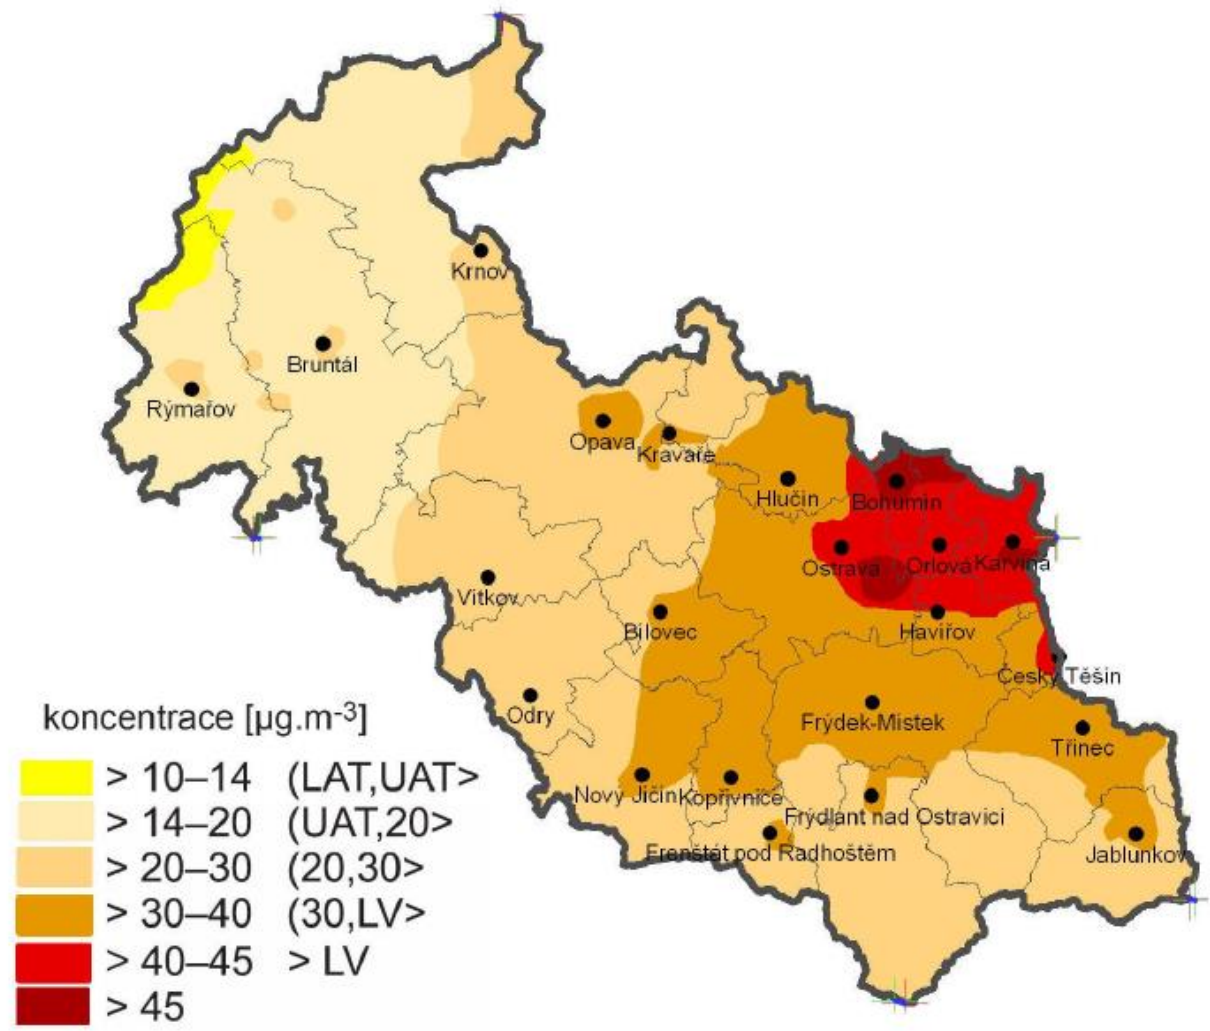 Krnov
Bruntál
Rýmařov
Opava
Kravaře
Hlučín
Bohumín
Ostrava
Orlová
Karviná
Vítkov
Bílovec
Havířov
Český Těšín
Odry
Frýdek-Místek
Třinec
Nový Jičín
Kopřivnice
Frýdlant nad Ostravicí
Frenštát pod Radhoštěm
Jablunkov
koncentrace [µg.m-3]
> 10–14 (LAT,UAT>
> 14–20 (UAT,20>
> 20–30 (20,30>
> 30–40 (30,LV>
> 40–45 > LV
> 45